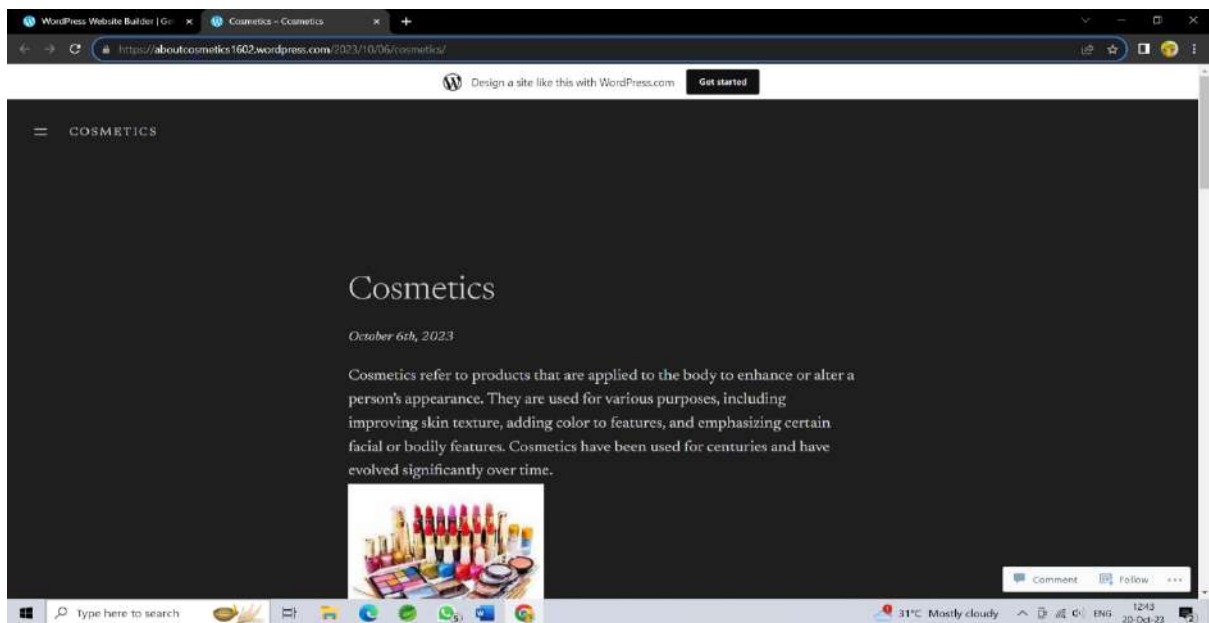 WordPress Website Builder | Ge
Cosmetics – Cosmetics
https://aboutcosmetics1602.wordpress.com/2023/10/06/cosmetics/
Design a site like this with WordPress.com
Get started
COSMETICS
Cosmetics
October 6th, 2023
Cosmetics refer to products that are applied to the body to enhance or alter a
person's appearance. They are used for various purposes, including
improving skin texture, adding color to features, and emphasizing certain
facial or bodily features. Cosmetics have been used for centuries and have
evolved significantly over time.
Comment
Follow
Type here to search
31°C Mostly cloudy
ENG
12:43
20-Oct-23